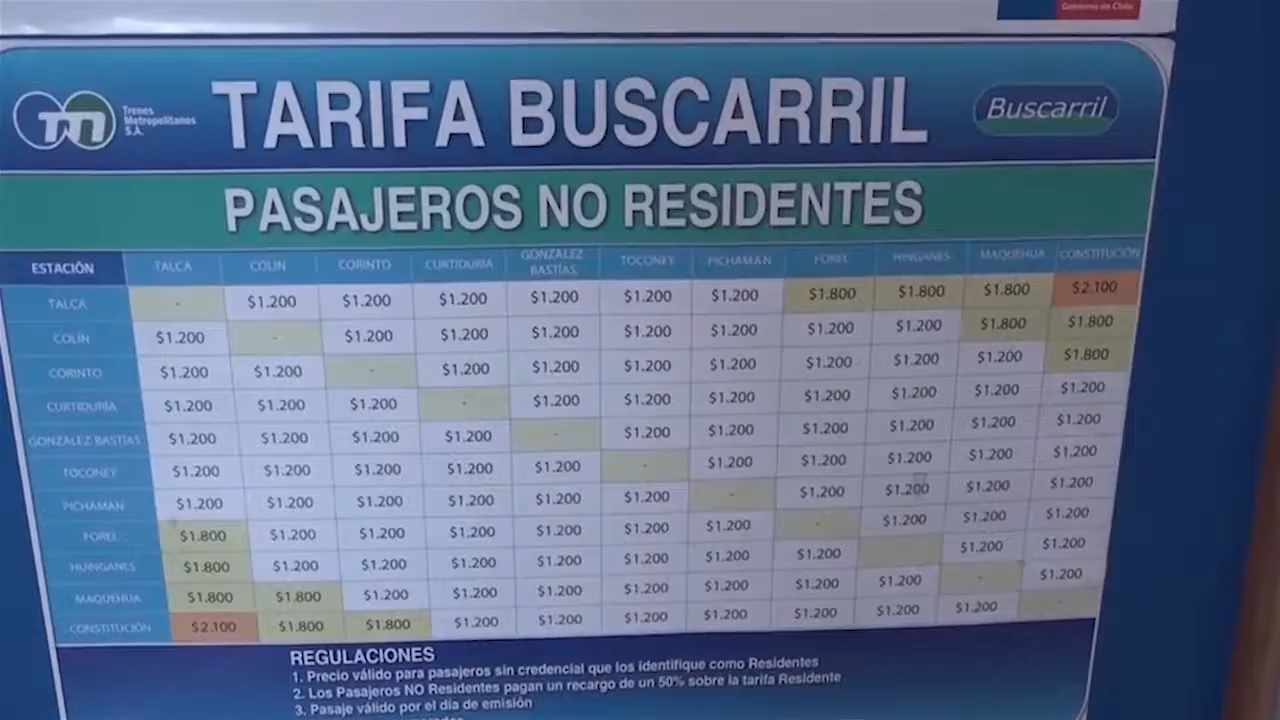 Gobierno de Chile
TM
Trenes
Metropolitanos
S.A.
TARIFA BUSCARRIL
Buscarril
PASAJEROS NO RESIDENTES
ESTACIÓN TALCA COLIN CORINTO CURTIDURIA GONZALEZ BASTÍAS TOCONEY PICHAMAN FOREL HINGANES MAQUEHUA CONSTITUCIÓN
TALCA - $1.200 $1.200 $1.200 $1.200 $1.200 $1.200 $1.800 $1.800 $1.800 $2.100
COLÍN $1.200 - $1.200 $1.200 $1.200 $1.200 $1.200 $1.200 $1.200 $1.800 $1.800
CORINTO $1.200 $1.200 - $1.200 $1.200 $1.200 $1.200 $1.200 $1.200 $1.200 $1.800
CURTIDURÍA $1.200 $1.200 $1.200 - $1.200 $1.200 $1.200 $1.200 $1.200 $1.200 $1.200
GONZALEZ BASTÍAS $1.200 $1.200 $1.200 $1.200 - $1.200 $1.200 $1.200 $1.200 $1.200 $1.200
TOCONEY $1.200 $1.200 $1.200 $1.200 $1.200 - $1.200 $1.200 $1.200 $1.200 $1.200
PICHAMAN $1.200 $1.200 $1.200 $1.200 $1.200 $1.200 - $1.200 $1.200 $1.200 $1.200
FOREL $1.800 $1.200 $1.200 $1.200 $1.200 $1.200 $1.200 - $1.200 $1.200 $1.200
HUINGANES $1.800 $1.200 $1.200 $1.200 $1.200 $1.200 $1.200 $1.200 $1.200 $1.200
MAQUEHUA $1.800 $1.800 $1.200 $1.200 $1.200 $1.200 $1.200 $1.200 $1.200 - $1.200
CONSTITUCIÓN $2.100 $1.800 $1.800 $1.200 $1.200 $1.200 $1.200 $1.200 $1.200 $1.200 -
REGULACIONES
1. Precio válido para pasajeros sin credencial que los identifique como Residentes
2. Los Pasajeros NO Residentes pagan un recargo de un 50% sobre la tarifa Residente
3. Pasaje válido por el día de emisión